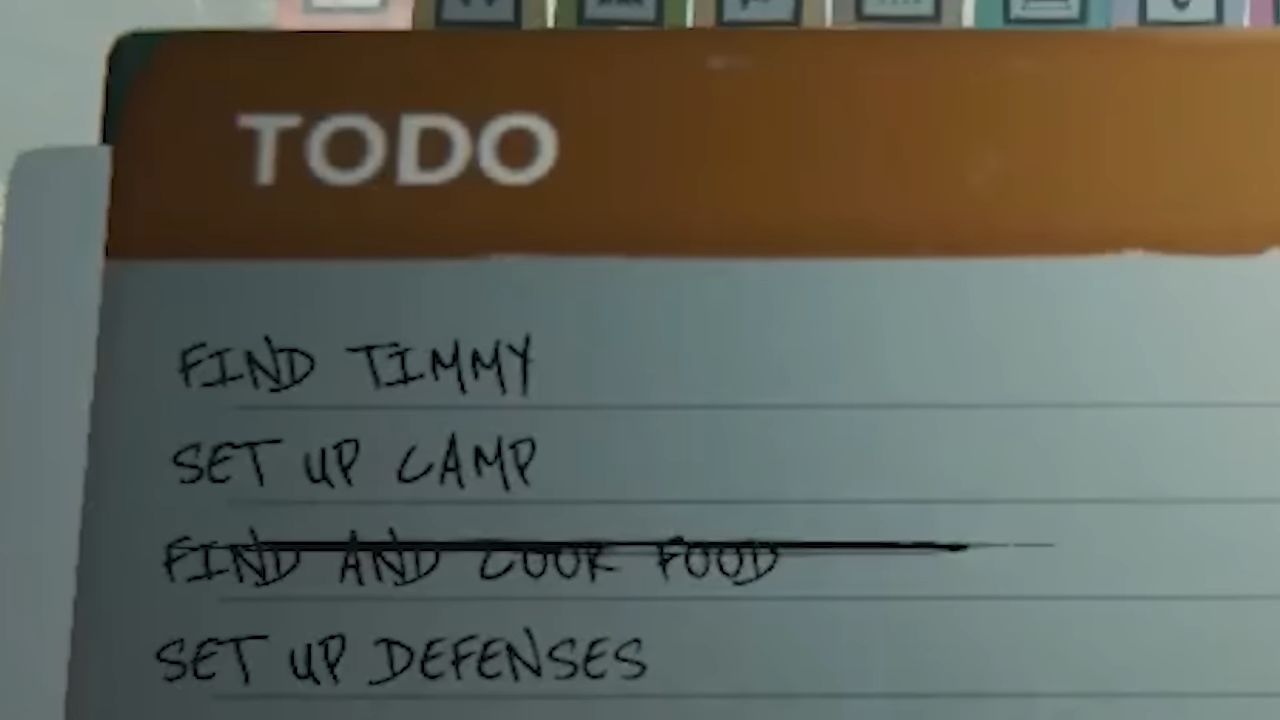 TODO
FIND TIMMY
SET UP CAMP
FIND AND COOK FOOD
SET UP DEFENSES